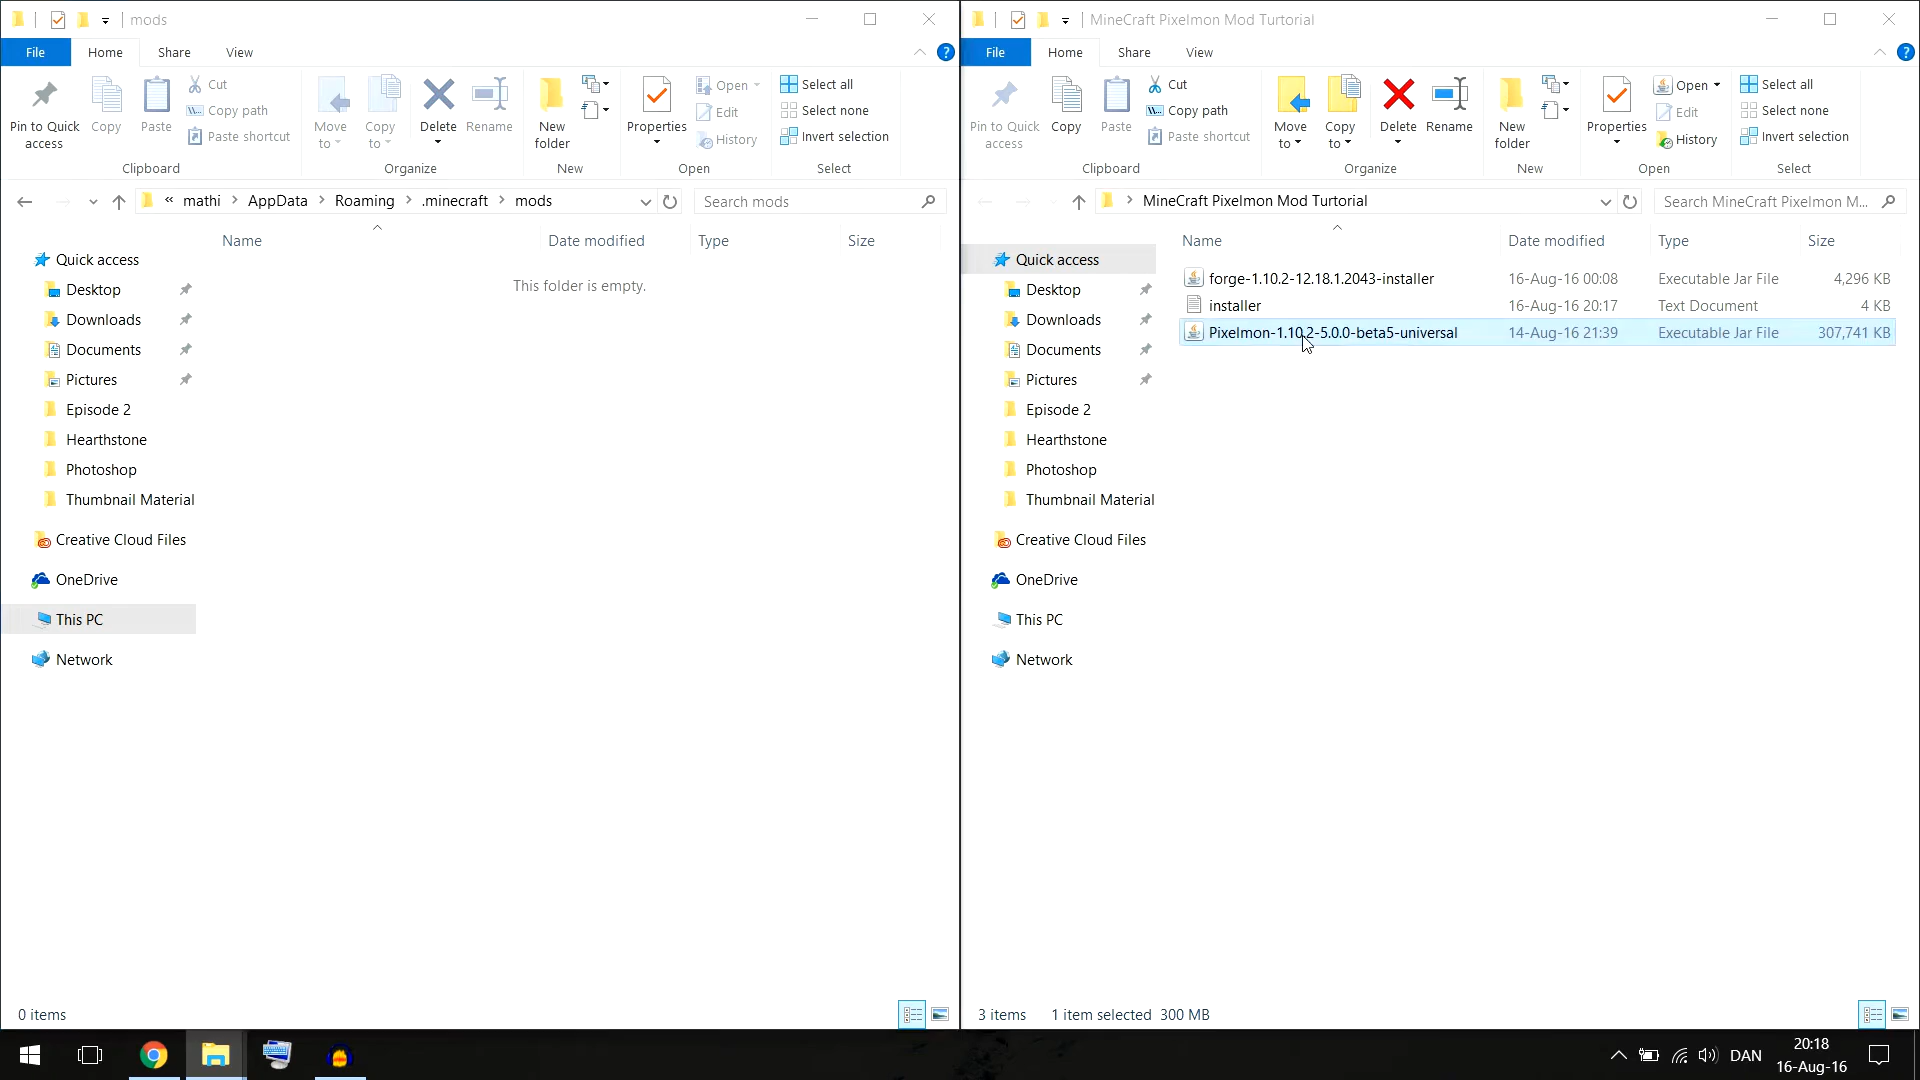 mods
File Home Share View
Pin to Quick access
Copy
Paste
Cut
Copy path
Paste shortcut
Clipboard
Move to
Copy to
Delete
Rename
Organize
New folder
New
Properties
Open
Edit
History
Open
Select all
Select none
Invert selection
Select
« mathi > AppData > Roaming > .minecraft > mods
Search mods
Name Date modified Type Size
This folder is empty.
Quick access
Desktop
Downloads
Documents
Pictures
Episode 2
Hearthstone
Photoshop
Thumbnail Material
Creative Cloud Files
OneDrive
This PC
Network
0 items
MineCraft Pixelmon Mod Turtorial
File Home Share View
Pin to Quick access
Copy
Paste
Cut
Copy path
Paste shortcut
Clipboard
Move to
Copy to
Delete
Rename
Organize
New folder
New
Properties
Open
Edit
History
Open
Select all
Select none
Invert selection
Select
> MineCraft Pixelmon Mod Turtorial
Search MineCraft Pixelmon M...
Name Date modified Type Size
forge-1.10.2-12.18.1.2043-installer 16-Aug-16 00:08 Executable Jar File 4,296 KB
installer 16-Aug-16 20:17 Text Document 4 KB
Pixelmon-1.10.2-5.0.0-beta5-universal 14-Aug-16 21:39 Executable Jar File 307,741 KB
Quick access
Desktop
Downloads
Documents
Pictures
Episode 2
Hearthstone
Photoshop
Thumbnail Material
Creative Cloud Files
OneDrive
This PC
Network
3 items 1 item selected 300 MB
DAN
20:18
16-Aug-16